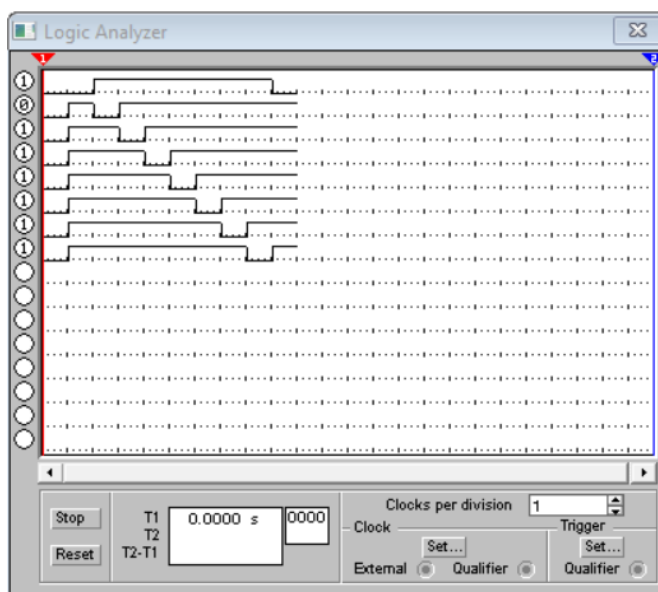 Logic Analyzer
1
2
1
0
1
1
1
1
1
1
Clocks per division 1
Stop
T1
0.0000 s
0000
Clock
Trigger
T2
Set...
Set...
Reset
T2-T1
External
Qualifier
Qualifier